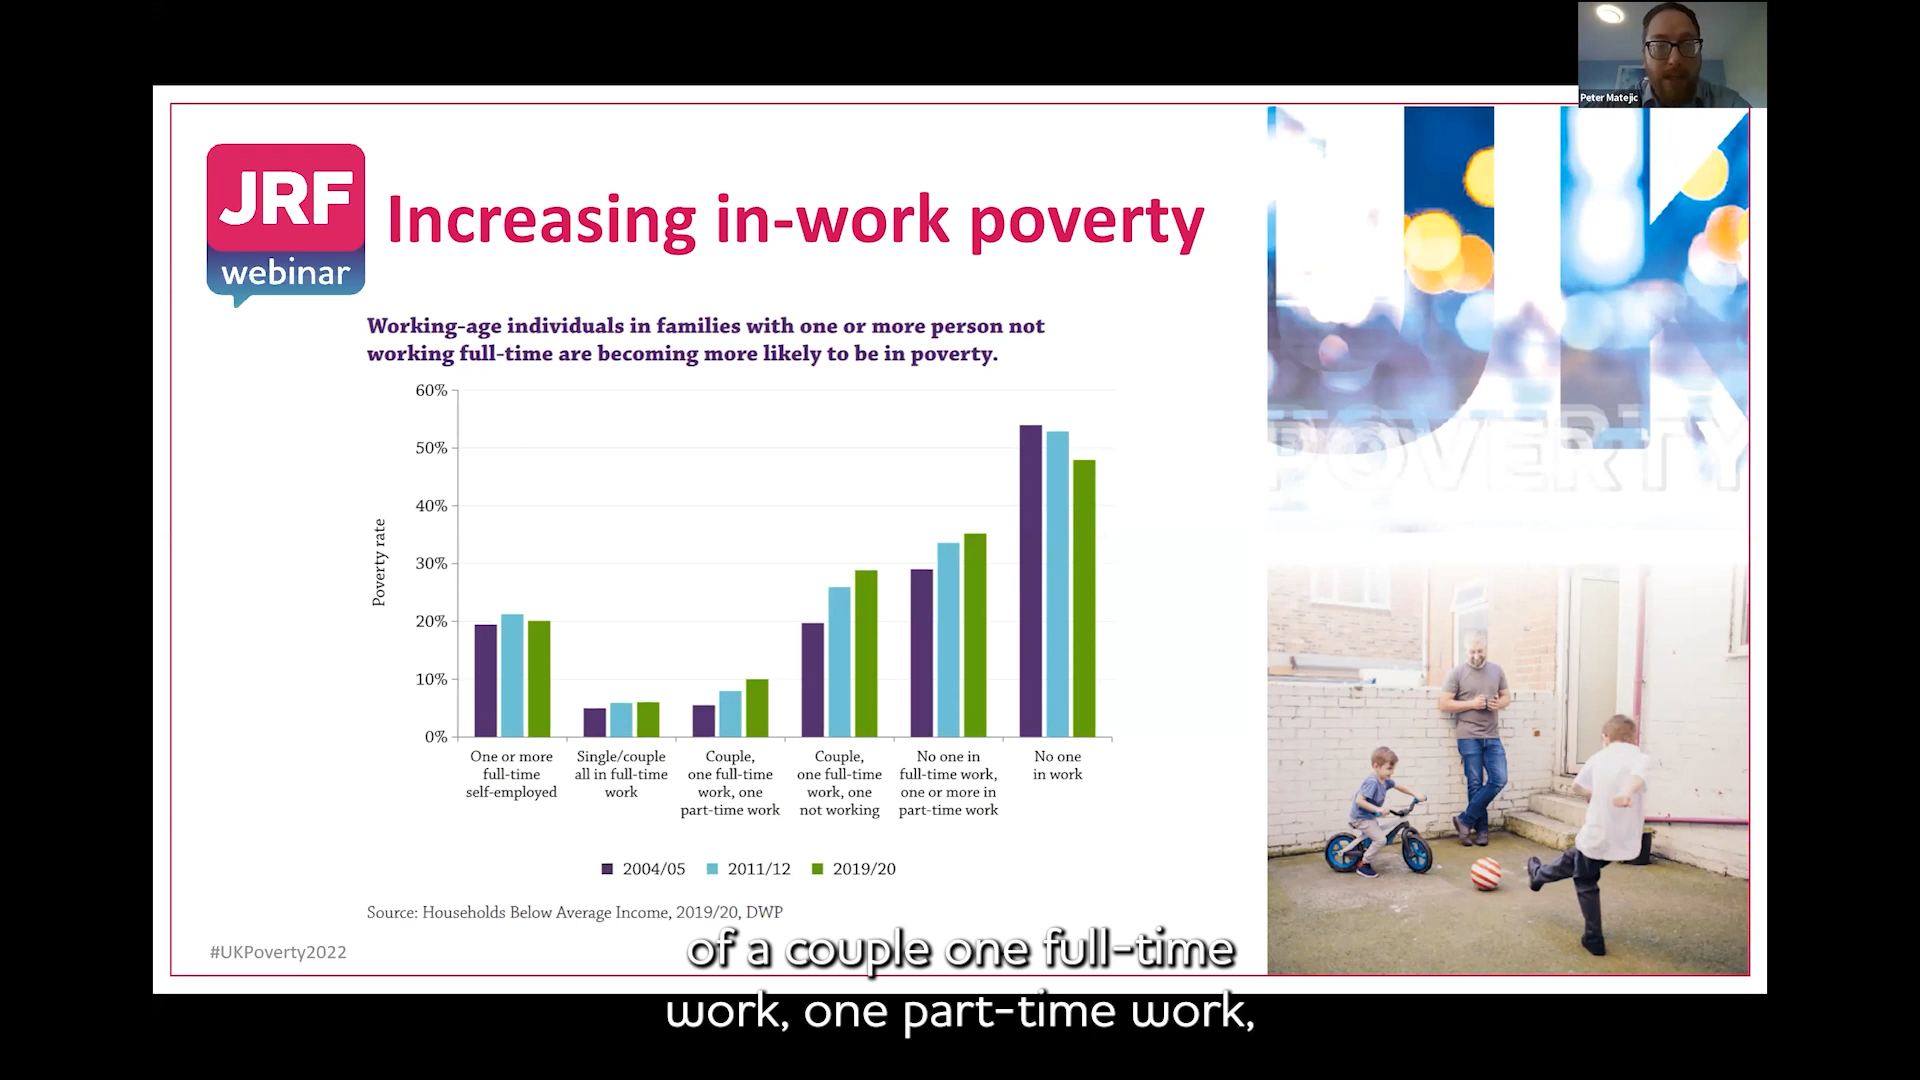 Peter Matejic
JRF
webinar
Increasing in-work poverty
UK
POVERTY
Working-age individuals in families with one or more person not
working full-time are becoming more likely to be in poverty.
Poverty rate
60%
50%
40%
30%
20%
10%
0%
One or more
full-time
self-employed
Single/couple
all in full-time
work
Couple,
one full-time
work, one
part-time work
Couple,
one full-time
work, one
not working
No one in
full-time work,
one or more in
part-time work
No one
in work
2004/05 2011/12 2019/20
Source: Households Below Average Income, 2019/20, DWP
#UKPoverty2022
of a couple one full-time
work, one part-time work,